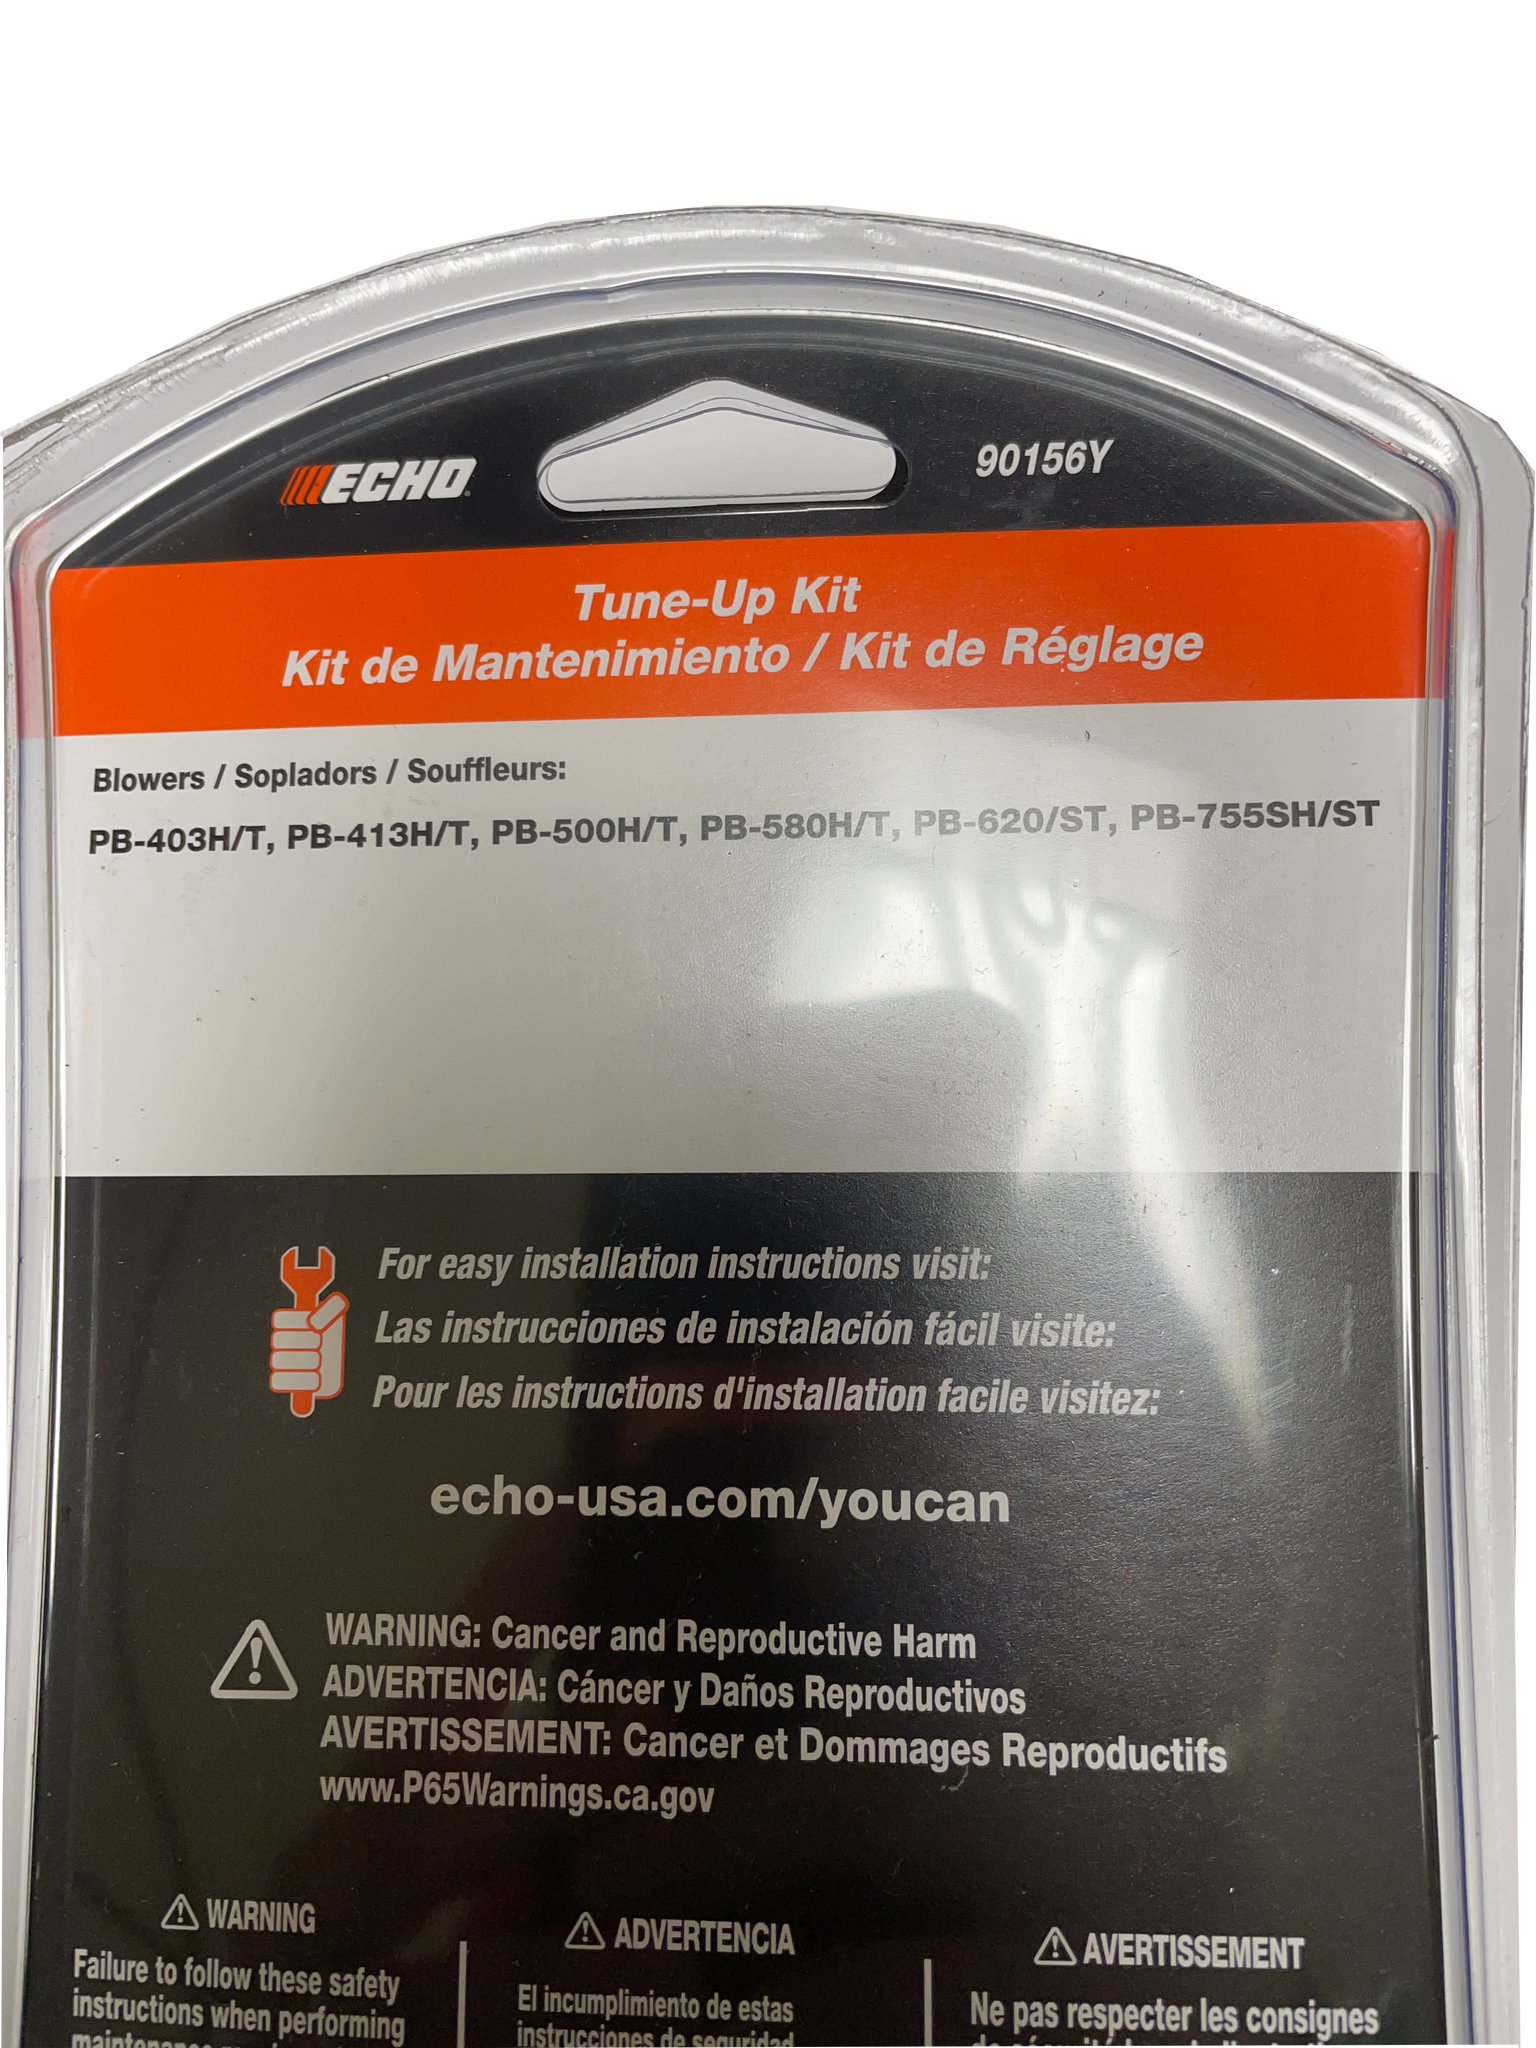 ECHO
90156Y
Tune-Up Kit
Kit de Mantenimiento / Kit de Réglage
Blowers / Sopladors / Souffleurs:
PB-403H/T, PB-413H/T, PB-500H/T, PB-580H/T, PB-620/ST, PB-755SH/ST
For easy installation instructions visit:
Las instrucciones de instalación fácil visite:
Pour les instructions d'installation facile visitez:
echo-usa.com/youcan
WARNING: Cancer and Reproductive Harm
ADVERTENCIA: Cáncer y Daños Reproductivos
AVERTISSEMENT: Cancer et Dommages Reproductifs
www.P65Warnings.ca.gov
WARNING
Failure to follow these safety
instructions when performing
ADVERTENCIA
El incumplimiento de estas
instrucciones de seguridad
AVERTISSEMENT
Ne pas respecter les consignes